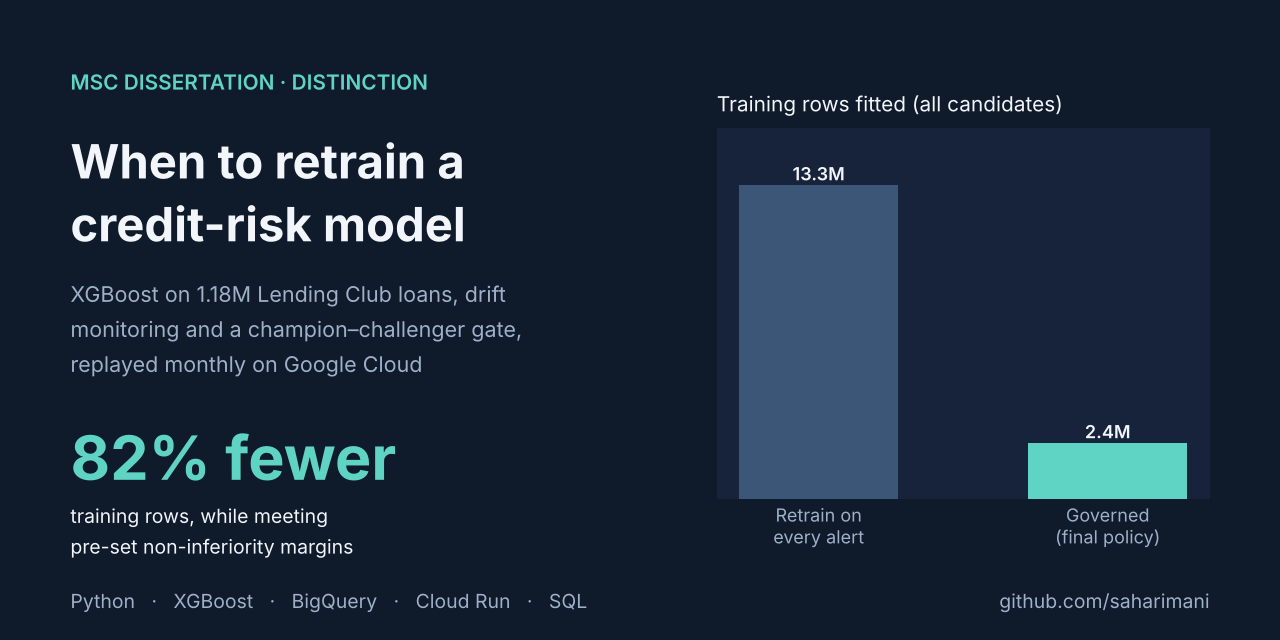 MSC DISSERTATION · DISTINCTION
When to retrain a
credit-risk model
XGBoost on 1.18M Lending Club loans, drift
monitoring and a champion–challenger gate,
replayed monthly on Google Cloud
82% fewer
training rows, while meeting
pre-set non-inferiority margins
Python · XGBoost · BigQuery · Cloud Run · SQL
Training rows fitted (all candidates)
13.3M
2.4M
Retrain on
every alert
Governed
(final policy)
github.com/saharimani